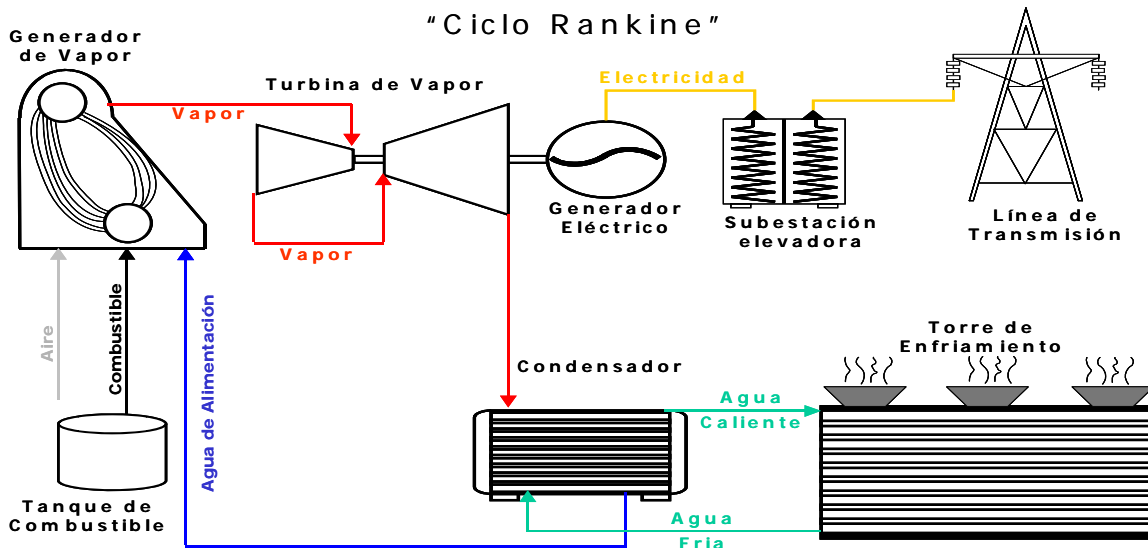 “Ciclo Rankine”
Generador
de Vapor
Turbina de Vapor
Vapor
Vapor
Electricidad
Generador
Eléctrico
Subestación
elevadora
Línea de
Transmisión
Aire
Combustible
Agua de Alimentación
Tanque de
Combustible
Condensador
Agua
Caliente
Agua
Fria
Torre de
Enfriamiento